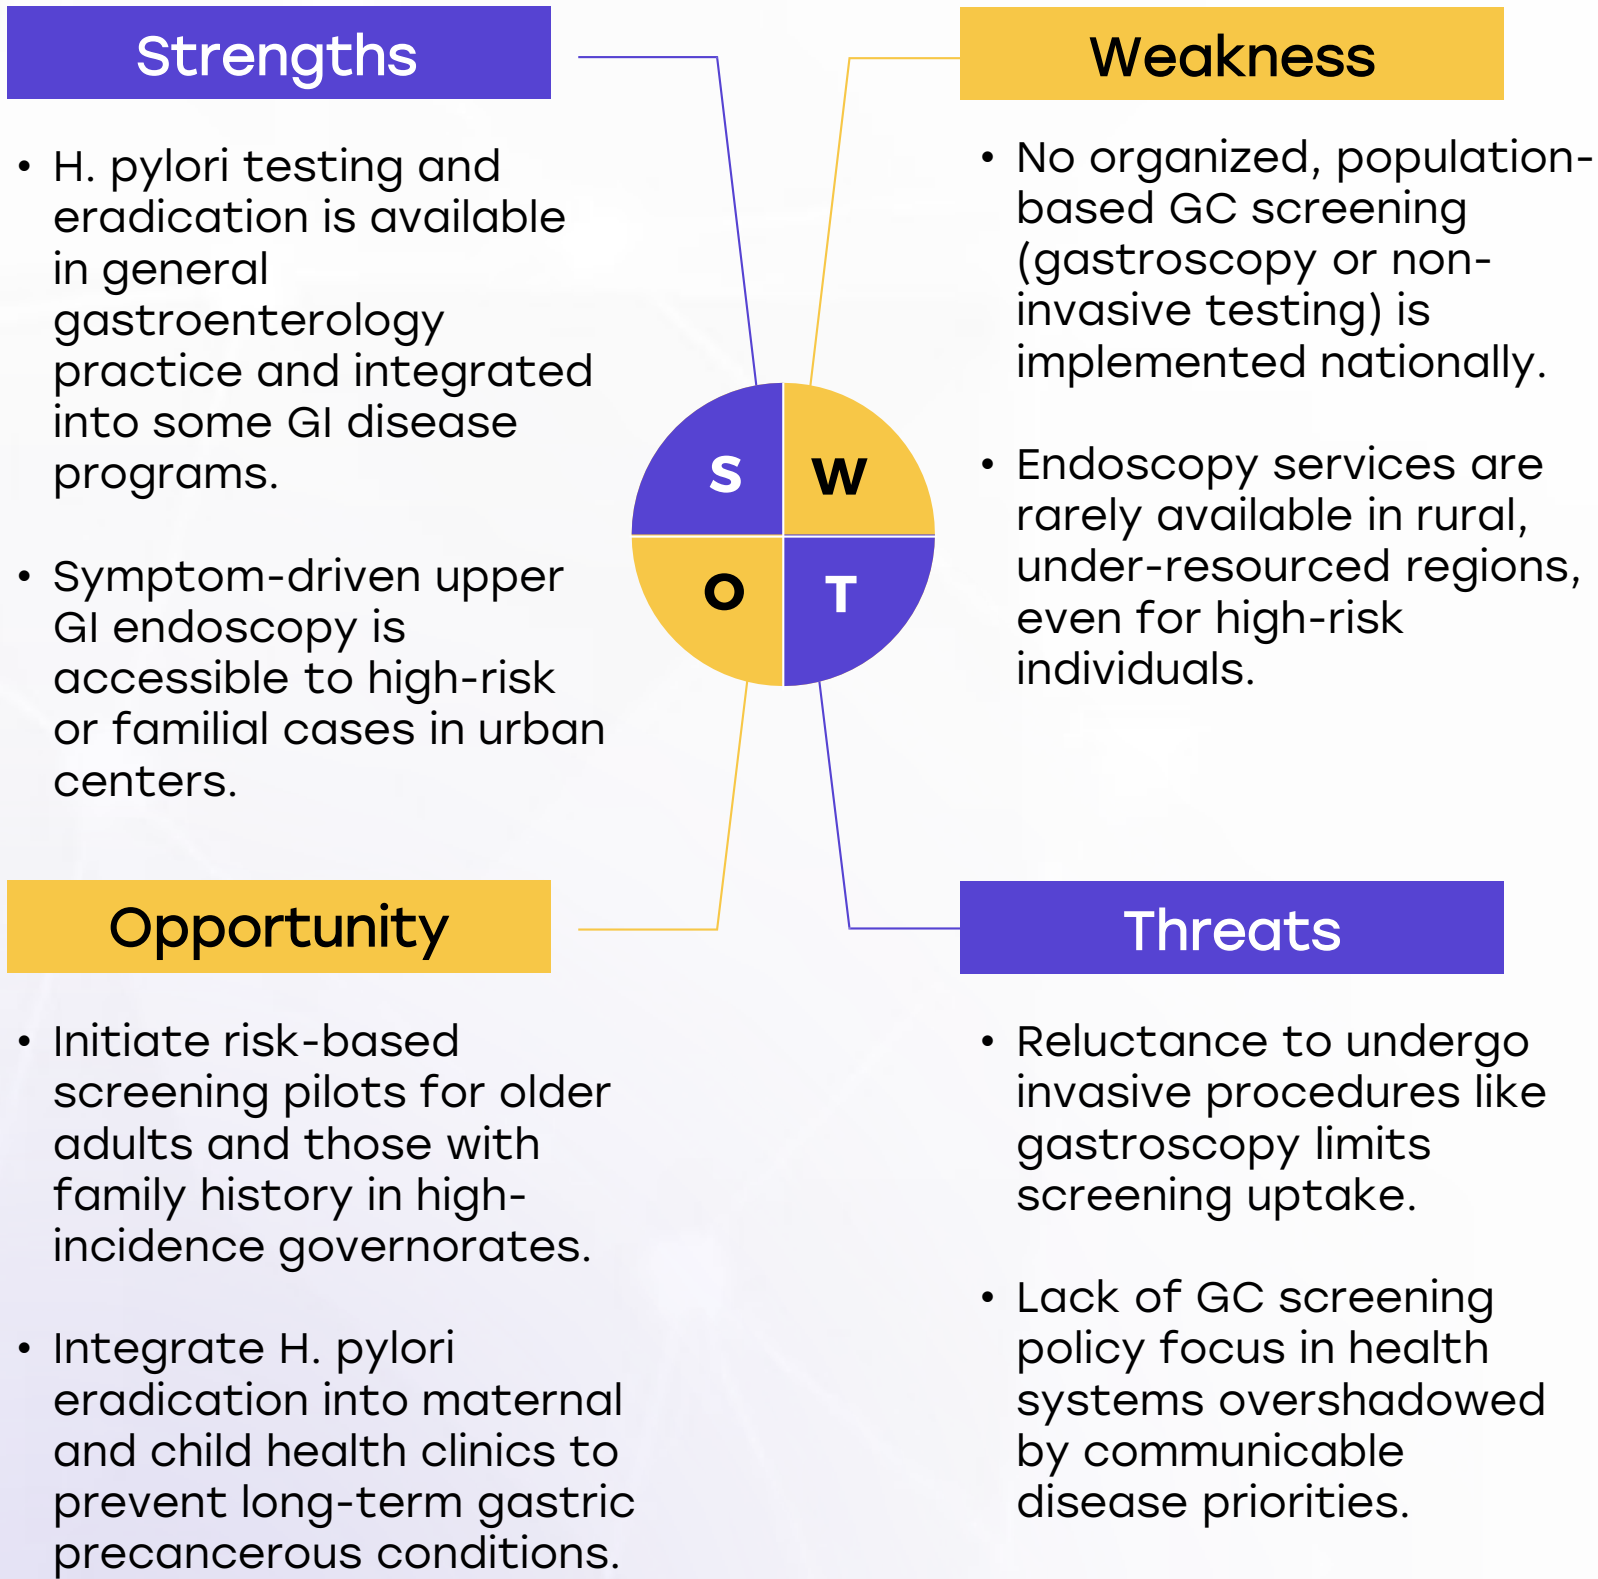 Strengths
• H. pylori testing and
eradication is available
in general
gastroenterology
practice and integrated
into some GI disease
programs.
• Symptom-driven upper
GI endoscopy is
accessible to high-risk
or familial cases in urban
centers.
Weakness
• No organized, population-
based GC screening
(gastroscopy or non-
invasive testing) is
implemented nationally.
• Endoscopy services are
rarely available in rural,
under-resourced regions,
even for high-risk
individuals.
S
W
O
T
Opportunity
• Initiate risk-based
screening pilots for older
adults and those with
family history in high-
incidence governorates.
• Integrate H. pylori
eradication into maternal
and child health clinics to
prevent long-term gastric
precancerous conditions.
Threats
• Reluctance to undergo
invasive procedures like
gastroscopy limits
screening uptake.
• Lack of GC screening
policy focus in health
systems overshadowed
by communicable
disease priorities.